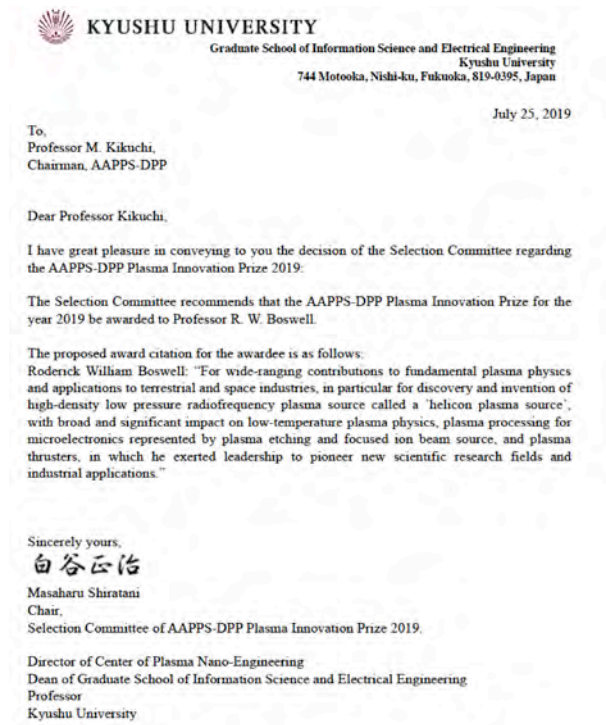 KYUSHU UNIVERSITY
Graduate School of Information Science and Electrical Engineering
Kyushu University
744 Motooka, Nishi-ku, Fukuoka, 819-0395, Japan
July 25, 2019
To,
Professor M. Kikuchi,
Chairman, AAPPS-DPP
Dear Professor Kikuchi,
I have great pleasure in conveying to you the decision of the Selection Committee regarding
the AAPPS-DPP Plasma Innovation Prize 2019:
The Selection Committee recommends that the AAPPS-DPP Plasma Innovation Prize for the
year 2019 be awarded to Professor R. W. Boswell.
The proposed award citation for the awardee is as follows:
Roderick William Boswell: "For wide-ranging contributions to fundamental plasma physics
and applications to terrestrial and space industries, in particular for discovery and invention of
high-density low pressure radiofrequency plasma source called a `helicon plasma source`,
with broad and significant impact on low-temperature plasma physics, plasma processing for
microelectronics represented by plasma etching and focused ion beam source, and plasma
thrusters, in which he exerted leadership to pioneer new scientific research fields and
industrial applications."
Sincerely yours,
白谷正治
Masaharu Shiratani
Chair,
Selection Committee of AAPPS-DPP Plasma Innovation Prize 2019,
Director of Center of Plasma Nano-Engineering
Dean of Graduate School of Information Science and Electrical Engineering
Professor
Kyushu University